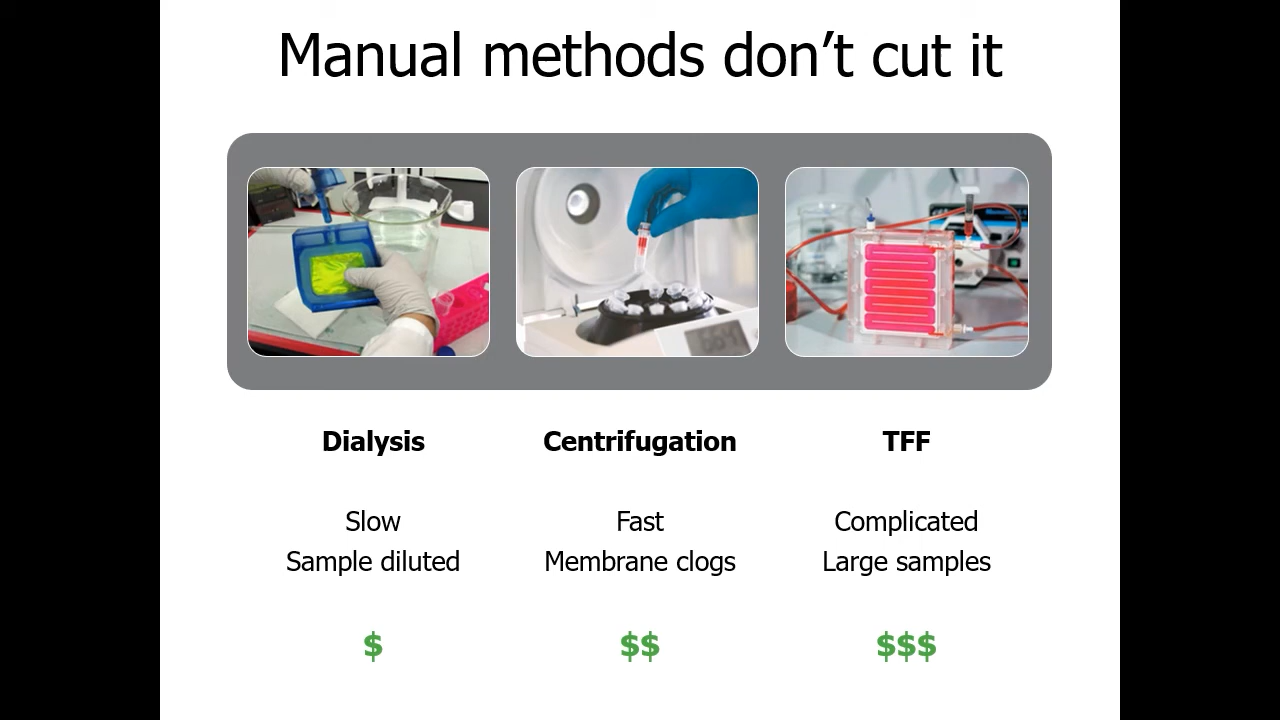 Manual methods don’t cut it
Dialysis
Centrifugation
TFF
Slow
Sample diluted
Fast
Membrane clogs
Complicated
Large samples
$
$$
$$$